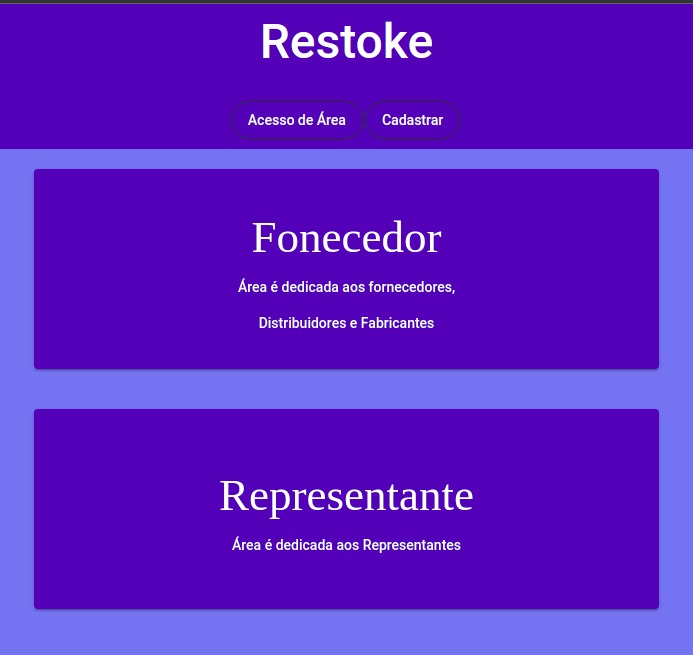 Restoke
Acesso de Área
Cadastrar
Fonecedor
Área é dedicada aos fornecedores,
Distribuidores e Fabricantes
Representante
Área é dedicada aos Representantes